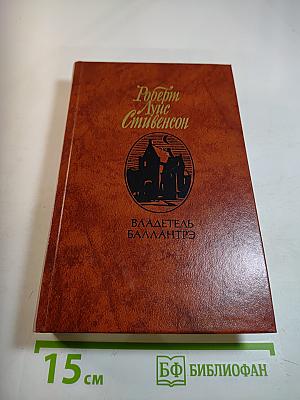 Роберт
Луис
Стивенсон
ВЛАДЕТЕЛЬ
БАЛЛАНТРЭ
15 см
БФ БИБЛИОФАН